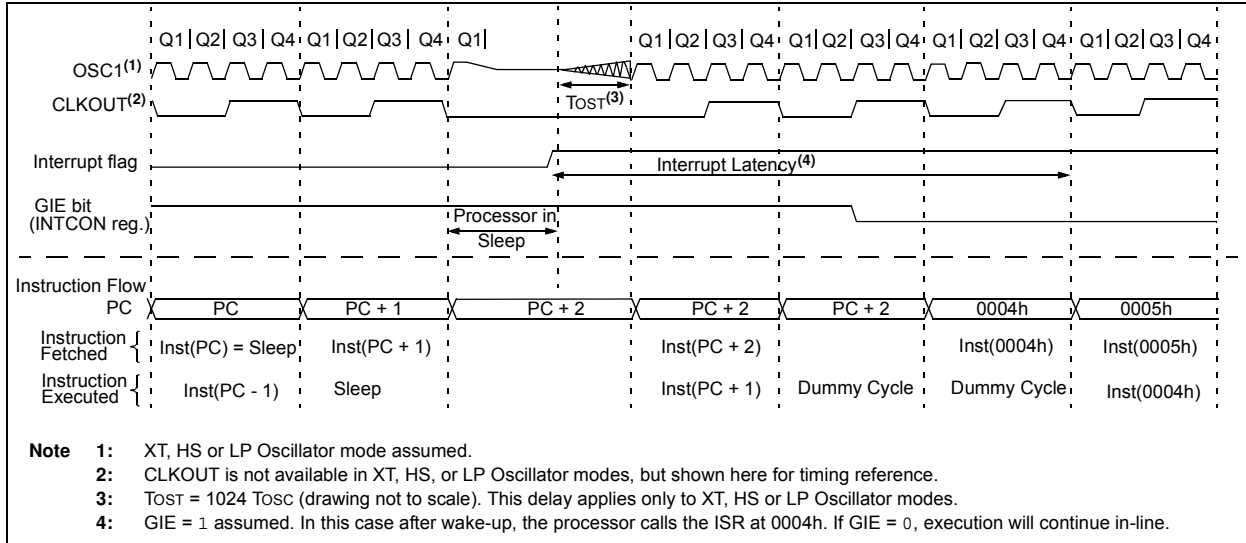 Q1 Q2 Q3 Q4 Q1 Q2 Q3 Q4 Q1 Q1 Q2 Q3 Q4 Q1 Q2 Q3 Q4 Q1 Q2 Q3 Q4 Q1 Q2 Q3 Q4
OSC1(1)
TOST(3)
CLKOUT(2)
Interrupt flag
Interrupt Latency(4)
GIE bit
(INTCON reg.)
Processor in
Sleep
Instruction Flow
PC PC PC + 1 PC + 2 PC + 2 PC + 2 0004h 0005h
Instruction
Fetched
Inst(PC) = Sleep Inst(PC + 1) Inst(PC + 2) Inst(0004h) Inst(0005h)
Instruction
Executed
Inst(PC - 1) Sleep Inst(PC + 1) Dummy Cycle Dummy Cycle Inst(0004h)
Note 1: XT, HS or LP Oscillator mode assumed.
2: CLKOUT is not available in XT, HS, or LP Oscillator modes, but shown here for timing reference.
3: TOST = 1024 TOSC (drawing not to scale). This delay applies only to XT, HS or LP Oscillator modes.
4: GIE = 1 assumed. In this case after wake-up, the processor calls the ISR at 0004h. If GIE = 0, execution will continue in-line.